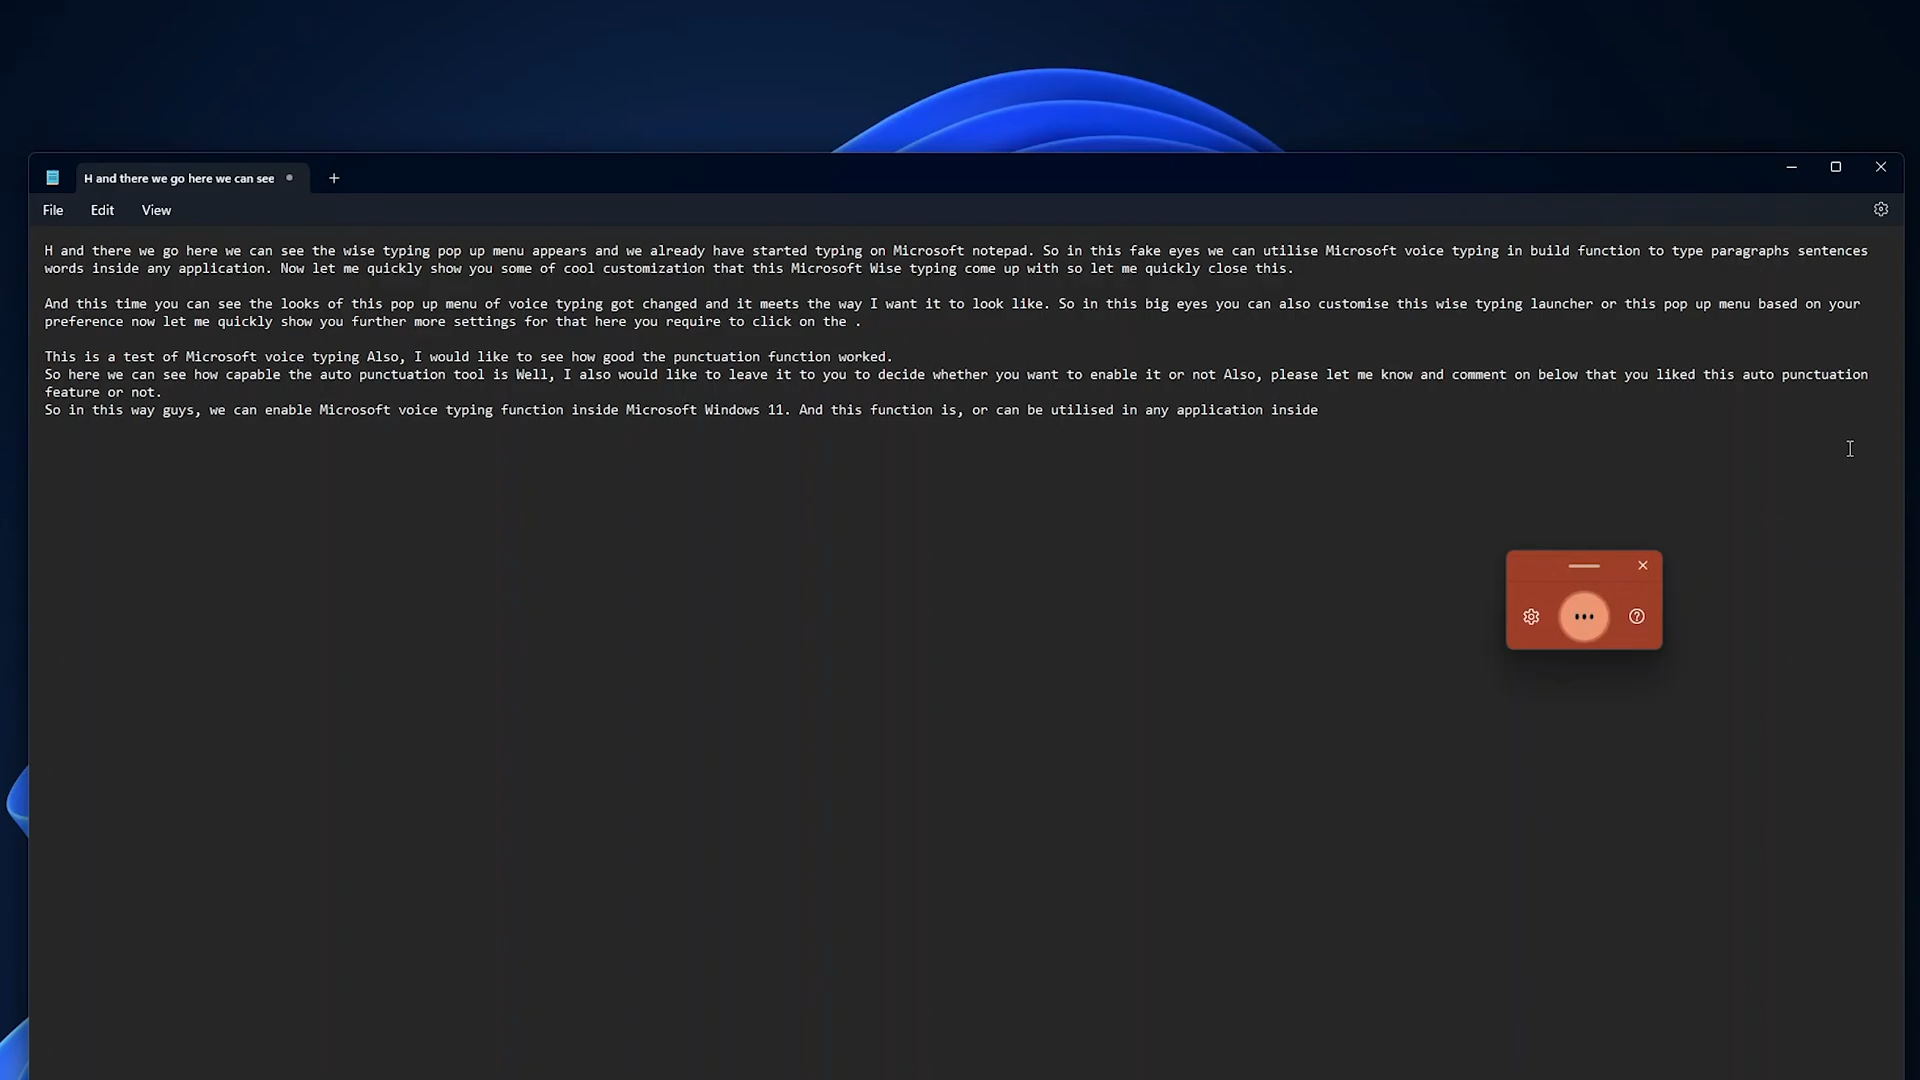 H and there we go here we can see
File Edit View
H and there we go here we can see the wise typing pop up menu appears and we already have started typing on Microsoft notepad. So in this fake eyes we can utilise Microsoft voice typing in build function to type paragraphs sentences
words inside any application. Now let me quickly show you some of cool customization that this Microsoft Wise typing come up with so let me quickly close this.
And this time you can see the looks of this pop up menu of voice typing got changed and it meets the way I want it to look like. So in this big eyes you can also customise this wise typing launcher or this pop up menu based on your
preference now let me quickly show you further more settings for that here you require to click on the .
This is a test of Microsoft voice typing Also, I would like to see how good the punctuation function worked.
So here we can see how capable the auto punctuation tool is Well, I also would like to leave it to you to decide whether you want to enable it or not Also, please let me know and comment on below that you liked this auto punctuation
feature or not.
So in this way guys, we can enable Microsoft voice typing function inside Microsoft Windows 11. And this function is, or can be utilised in any application inside